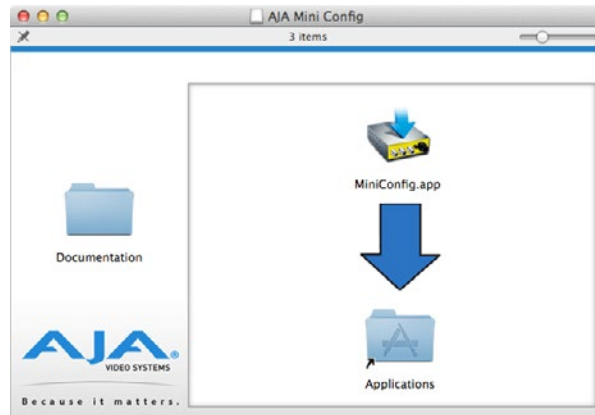 AJA Mini Config
3 items
MiniConfig.app
Documentation
AJA®
VIDEO SYSTEMS
Because it matters.
Applications